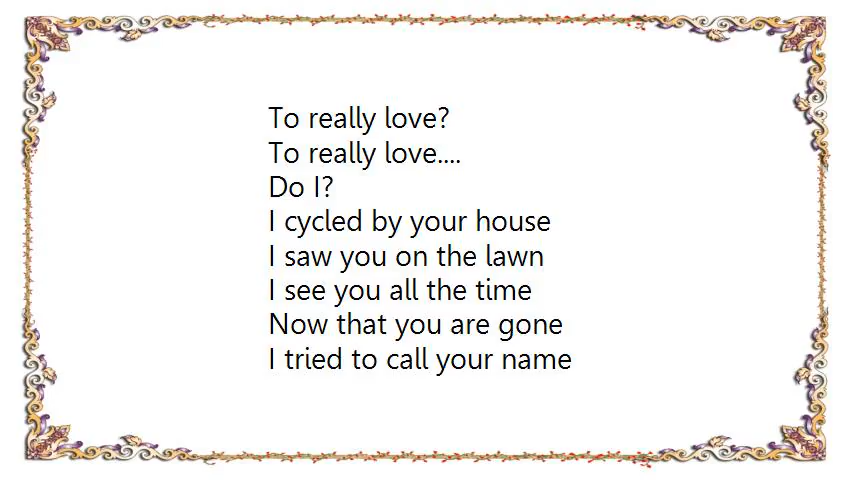 To really love?
To really love....
Do I?
I cycled by your house
I saw you on the lawn
I see you all the time
Now that you are gone
I tried to call your name